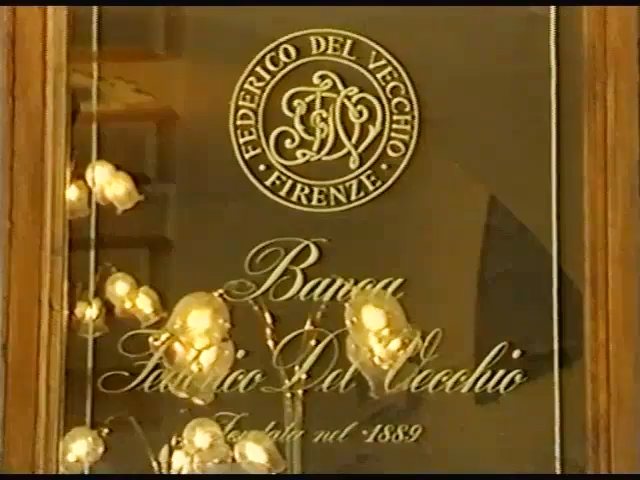 · FEDERICO DEL VECCHIO ·
FIRENZE
Banca
Federico Del Vecchio
Fondata nel 1889